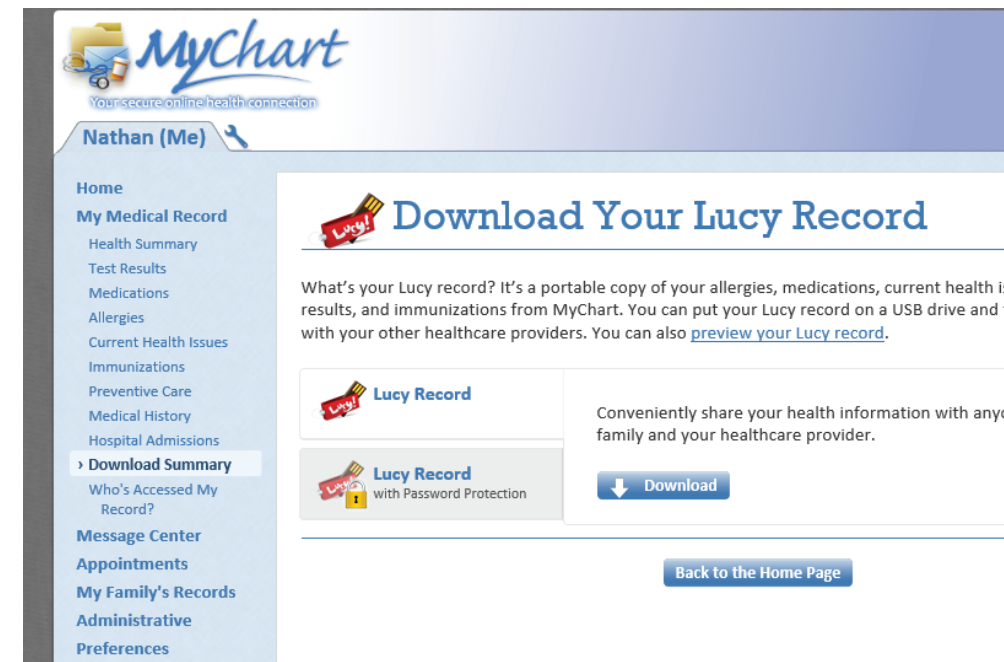 MyChart
Your secure online health connection
Nathan (Me)
Home
My Medical Record
Health Summary
Test Results
Medications
Allergies
Current Health Issues
Immunizations
Preventive Care
Medical History
Hospital Admissions
› Download Summary
Who's Accessed My
Record?
Message Center
Appointments
My Family's Records
Administrative
Preferences
Lucy!
Download Your Lucy Record
What's your Lucy record? It's a portable copy of your allergies, medications, current health
results, and immunizations from MyChart. You can put your Lucy record on a USB drive and
with your other healthcare providers. You can also preview your Lucy record.
Lucy!
Lucy Record
Lucy!
Lucy Record
with Password Protection
Conveniently share your health information with
family and your healthcare provider.
Download
Back to the Home Page